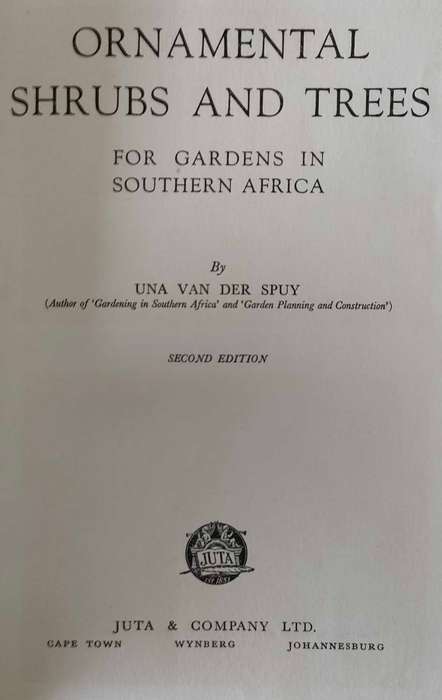 ORNAMENTAL
SHRUBS AND TREES
FOR GARDENS IN
SOUTHERN AFRICA
By
UNA VAN DER SPUY
(Author of 'Gardening in Southern Africa' and 'Garden Planning and Construction')
SECOND EDITION
JUTA
JUTA & COMPANY LTD.
CAPE TOWN WYNBERG JOHANNESBURG